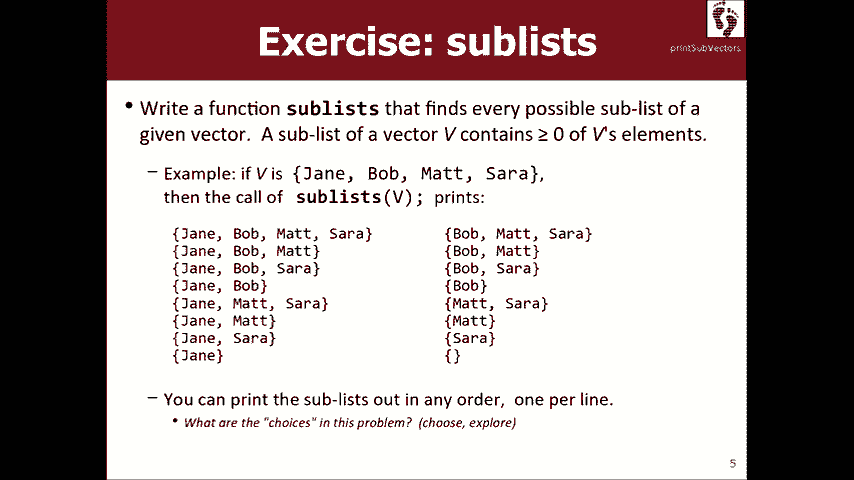 Exercise: sublists
printSubVectors
• Write a function sublists that finds every possible sub-list of a
given vector. A sub-list of a vector V contains ≥ 0 of V's elements.
– Example: if V is {Jane, Bob, Matt, Sara},
then the call of sublists(V); prints:
{Jane, Bob, Matt, Sara}
{Jane, Bob, Matt}
{Jane, Bob, Sara}
{Jane, Bob}
{Jane, Matt, Sara}
{Jane, Matt}
{Jane, Sara}
{Jane}
{Bob, Matt, Sara}
{Bob, Matt}
{Bob, Sara}
{Bob}
{Matt, Sara}
{Matt}
{Sara}
{}
– You can print the sub-lists out in any order, one per line.
• What are the "choices" in this problem? (choose, explore)
5